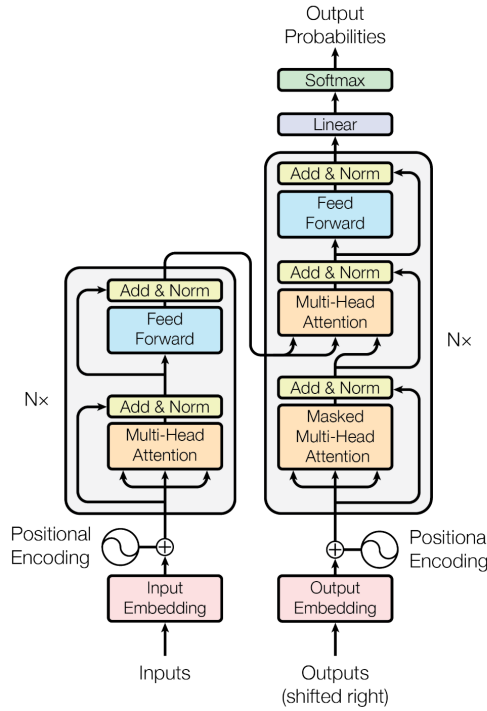 Output
Probabilities
Softmax
Linear
Add & Norm
Feed
Forward
Add & Norm
Multi-Head
Attention
Add & Norm
Masked
Multi-Head
Attention
Nx
Add & Norm
Feed
Forward
Add & Norm
Multi-Head
Attention
N×
Positional
Encoding
Positiona
Encoding
Input
Embedding
Output
Embedding
Inputs
Outputs
(shifted right)